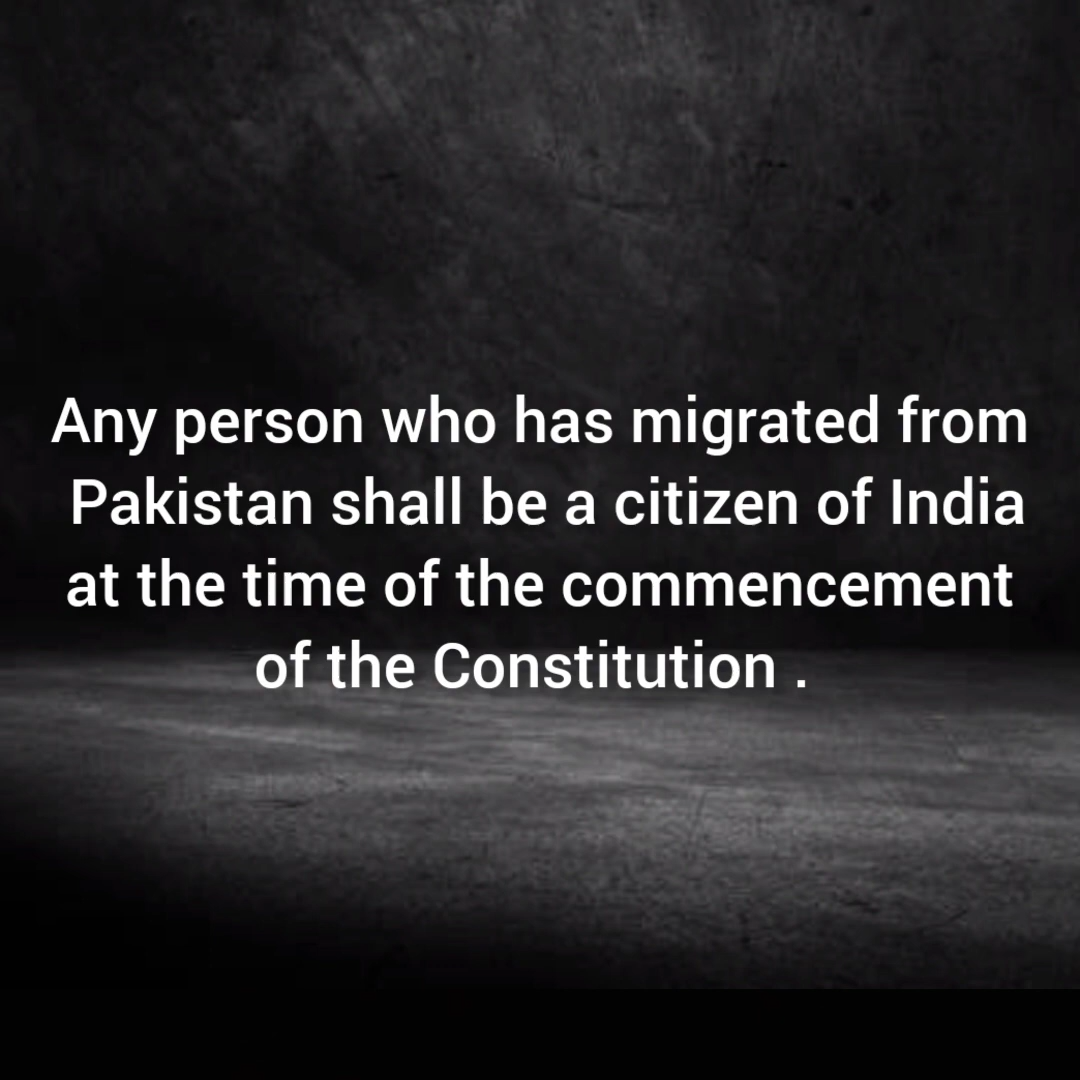 Any person who has migrated from
Pakistan shall be a citizen of India
at the time of the commencement
of the Constitution .